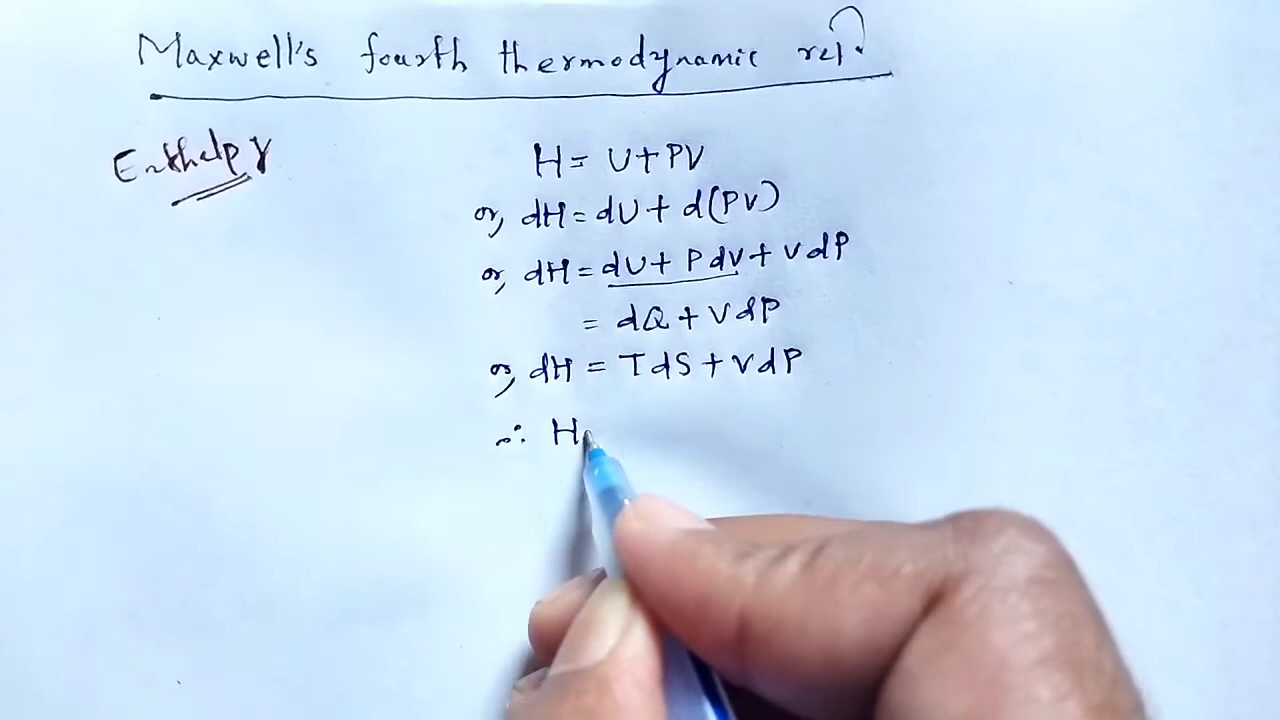 Maxwell's fourth thermodynamic relⁿ
Enthalpy
H = U + PV
or, dH = dU + d(PV)
or, dH = dU + PdV + VdP
= dQ + VdP
or, dH = TdS + VdP
∴ H